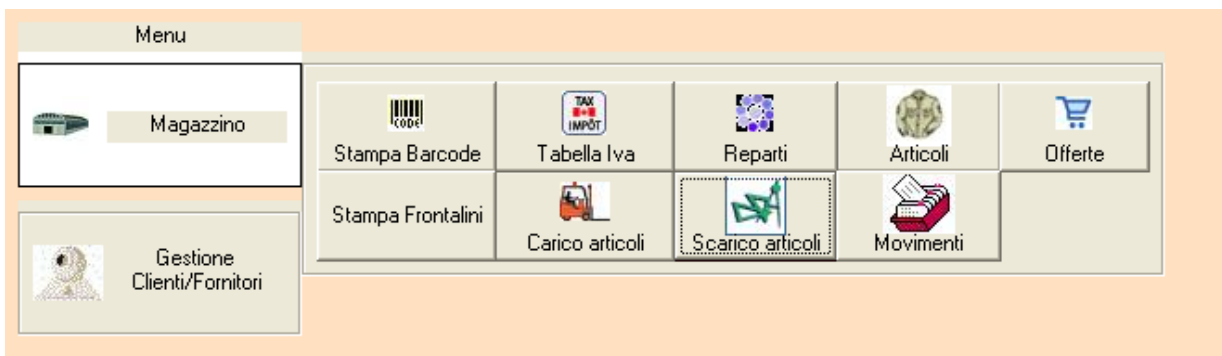 Menu
Magazzino
CODE
TAX
IMPÔT
Stampa Barcode
Tabella Iva
Reparti
Articoli
Offerte
Stampa Frontalini
Carico articoli
Scarico articoli
Movimenti
Gestione
Clienti/Fornitori